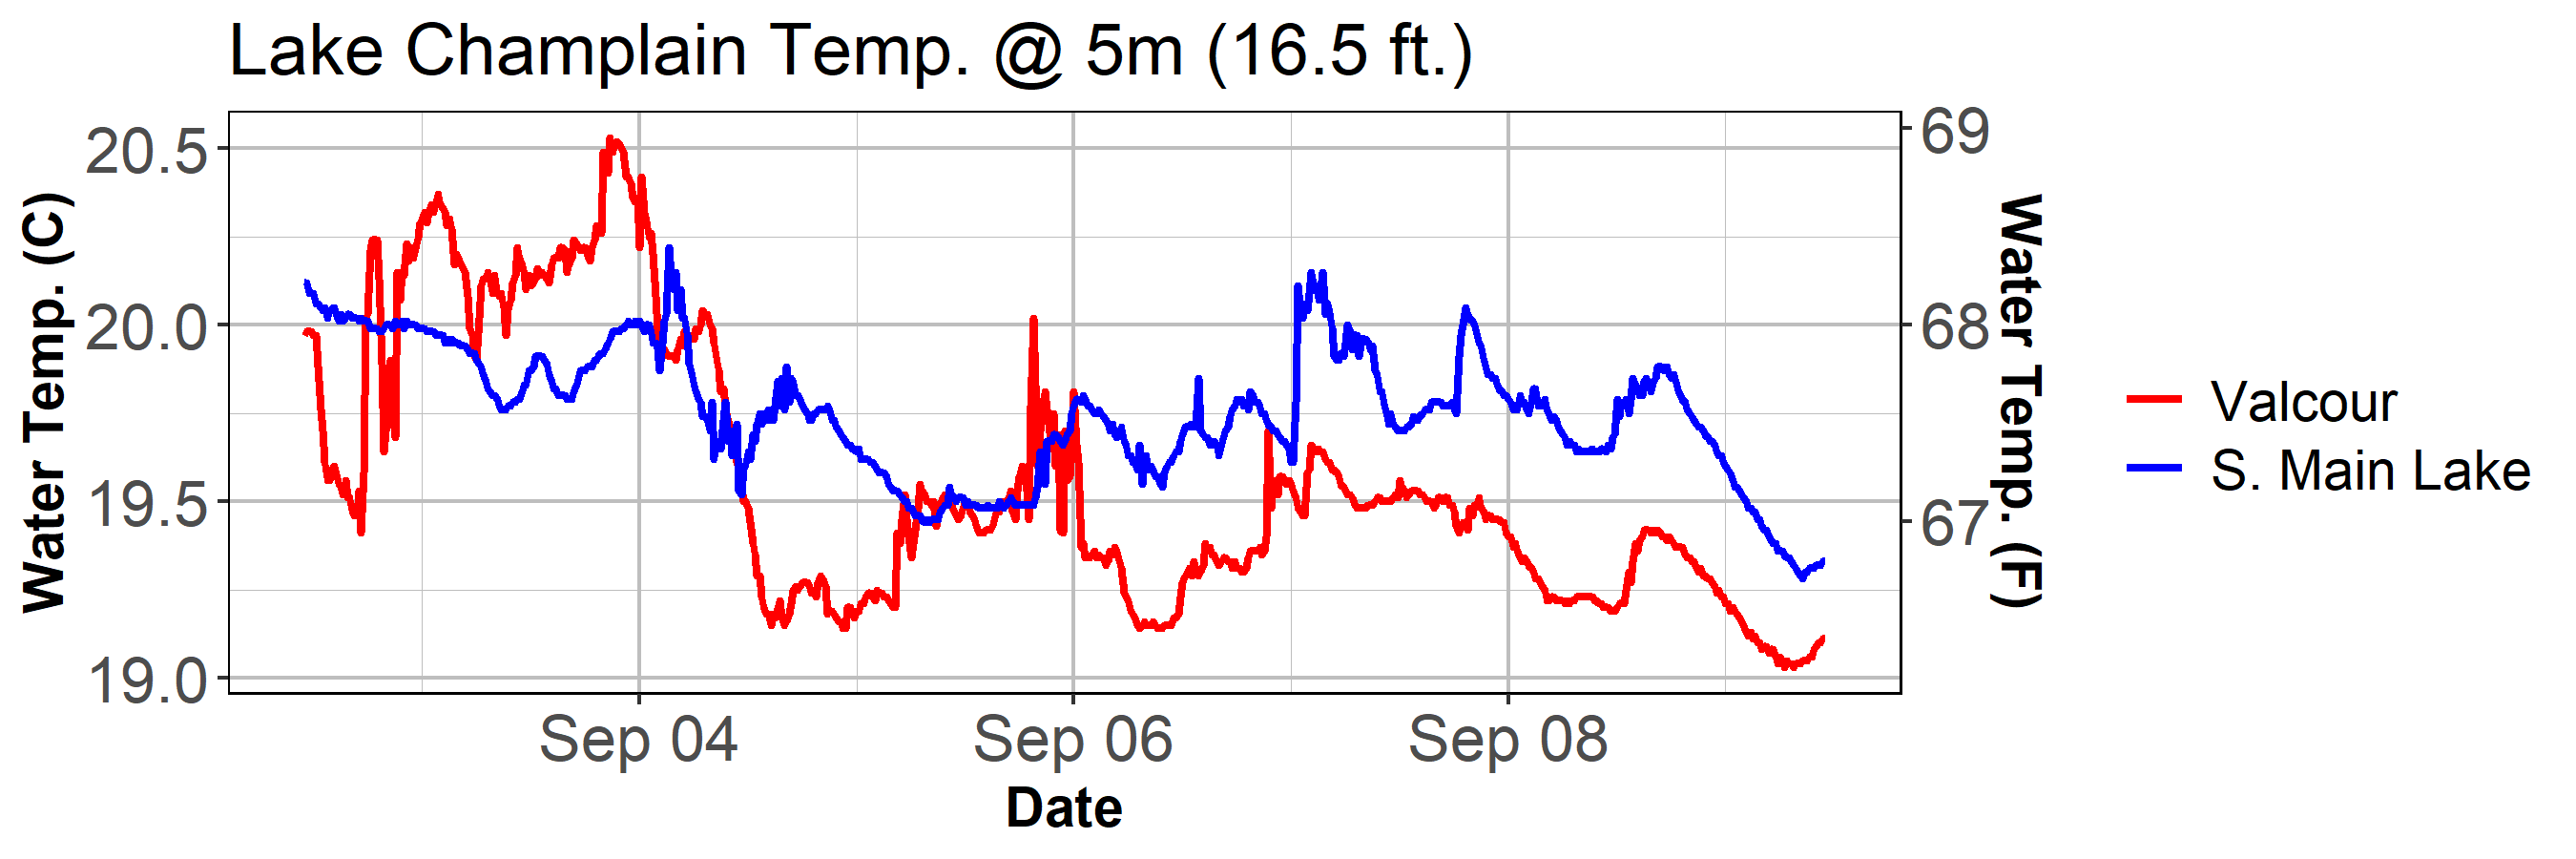 Lake Champlain Temp. @ 5m (16.5 ft.)
Water Temp. (C)
20.5
20.0
19.5
19.0
69
68
67
Water Temp. (F)
Sep 04
Sep 06
Sep 08
Date
Valcour
S. Main Lake